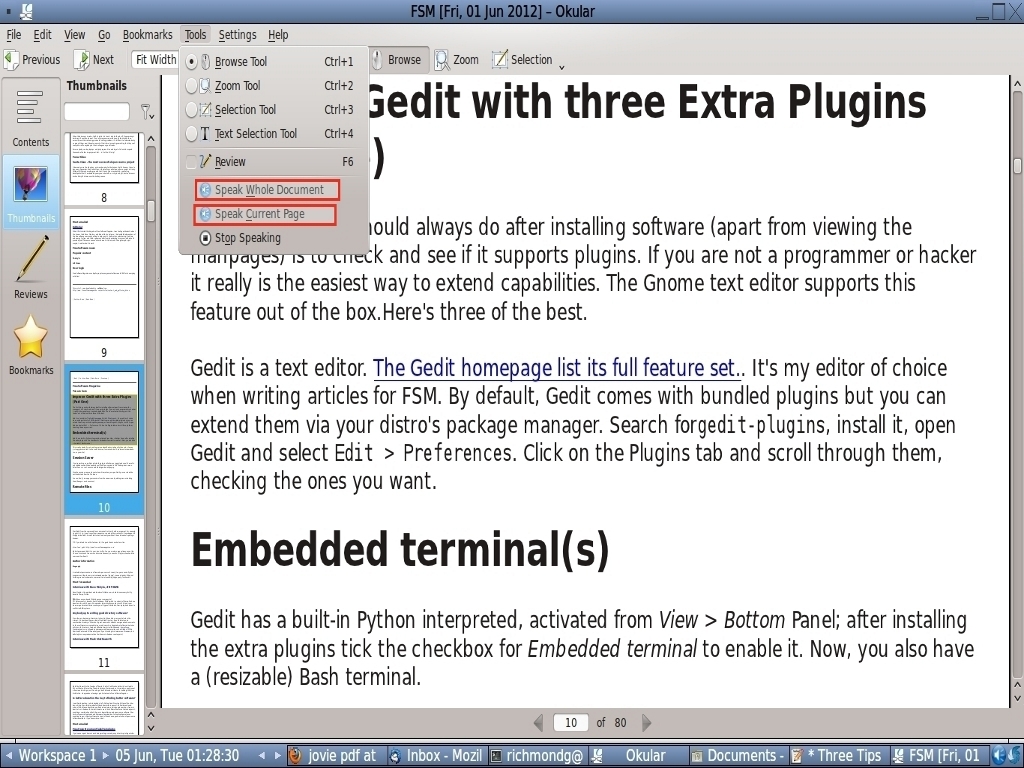 FSM [Fri, 01 Jun 2012] – Okular
File Edit View Go Bookmarks Tools Settings Help
Previous Next Fit Width Browse Zoom Selection
Browse Tool Ctrl+1
Zoom Tool Ctrl+2
Selection Tool Ctrl+3
Text Selection Tool Ctrl+4
Review F6
Speak Whole Document
Speak Current Page
Stop Speaking
Thumbnails
Contents
Thumbnails
Reviews
Bookmarks
8
9
10
11
Gedit with three Extra Plugins
)
should always do after installing software (apart from viewing the
manpages) is to check and see if it supports plugins. If you are not a programmer or hacker
it really is the easiest way to extend capabilities. The Gnome text editor supports this
feature out of the box.Here's three of the best.
Gedit is a text editor. The Gedit homepage list its full feature set.. It's my editor of choice
when writing articles for FSM. By default, Gedit comes with bundled plugins but you can
extend them via your distro's package manager. Search forgedit-plugins, install it, open
Gedit and select Edit > Preferences. Click on the Plugins tab and scroll through them,
checking the ones you want.
Embedded terminal(s)
Gedit has a built-in Python interpreted, activated from View > Bottom Panel; after installing
the extra plugins tick the checkbox for Embedded terminal to enable it. Now, you also have
a (resizable) Bash terminal.
10 of 80
Workspace 1 05 Jun, Tue 01:28:30 jovie pdf at Inbox - Mozil richmondg@ Okular Documents - * Three Tips FSM [Fri, 01